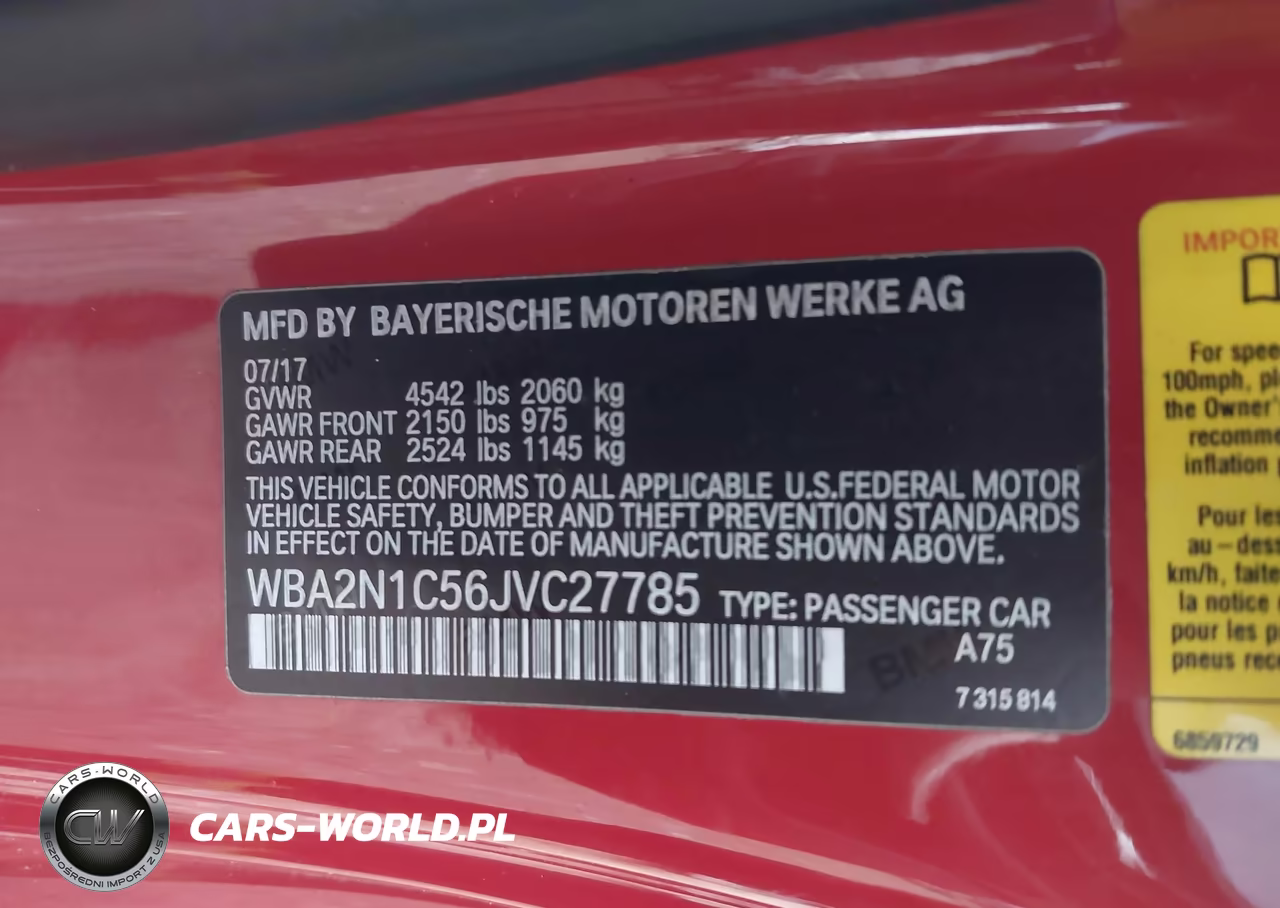 MFD BY BAYERISCHE MOTOREN WERKE AG
07/17
GVWR 4542 lbs 2060 kg
GAWR FRONT 2150 lbs 975 kg
GAWR REAR 2524 lbs 1145 kg
THIS VEHICLE CONFORMS TO ALL APPLICABLE U.S.FEDERAL MOTOR
VEHICLE SAFETY, BUMPER AND THEFT PREVENTION STANDARDS
IN EFFECT ON THE DATE OF MANUFACTURE SHOWN ABOVE.
WBA2N1C56JVC27785 TYPE: PASSENGER CAR
A75
7 315 814
IMPOR
For spee
100mph, pl
the Owner'
recomme
inflation
Pour les
au-dess
km/h, faite
la notice
pour les p
pneus rece
6859729
CARS-WORLD
CW
BEZPOŚREDNI IMPORT Z USA
CARS-WORLD.PL